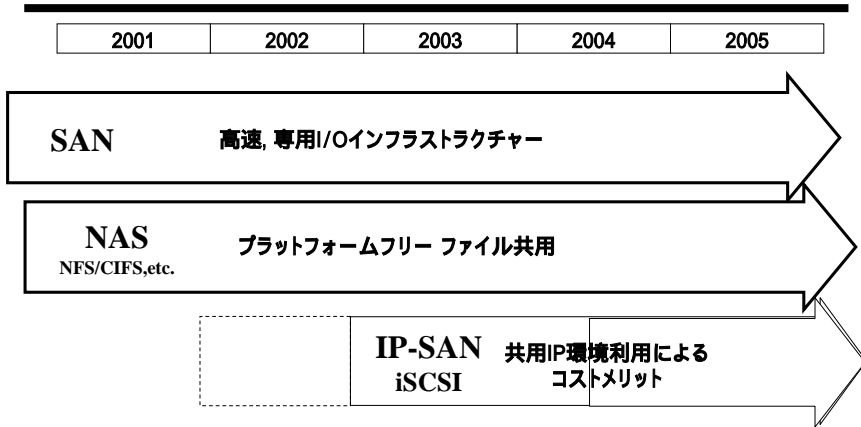 2001 2002 2003 2004 2005
SAN 高速, 専用I/Oインフラストラクチャー
NAS プラットフォームフリー ファイル共用
NFS/CIFS,etc.
IP-SAN 共用IP環境利用による
iSCSI コストメリット